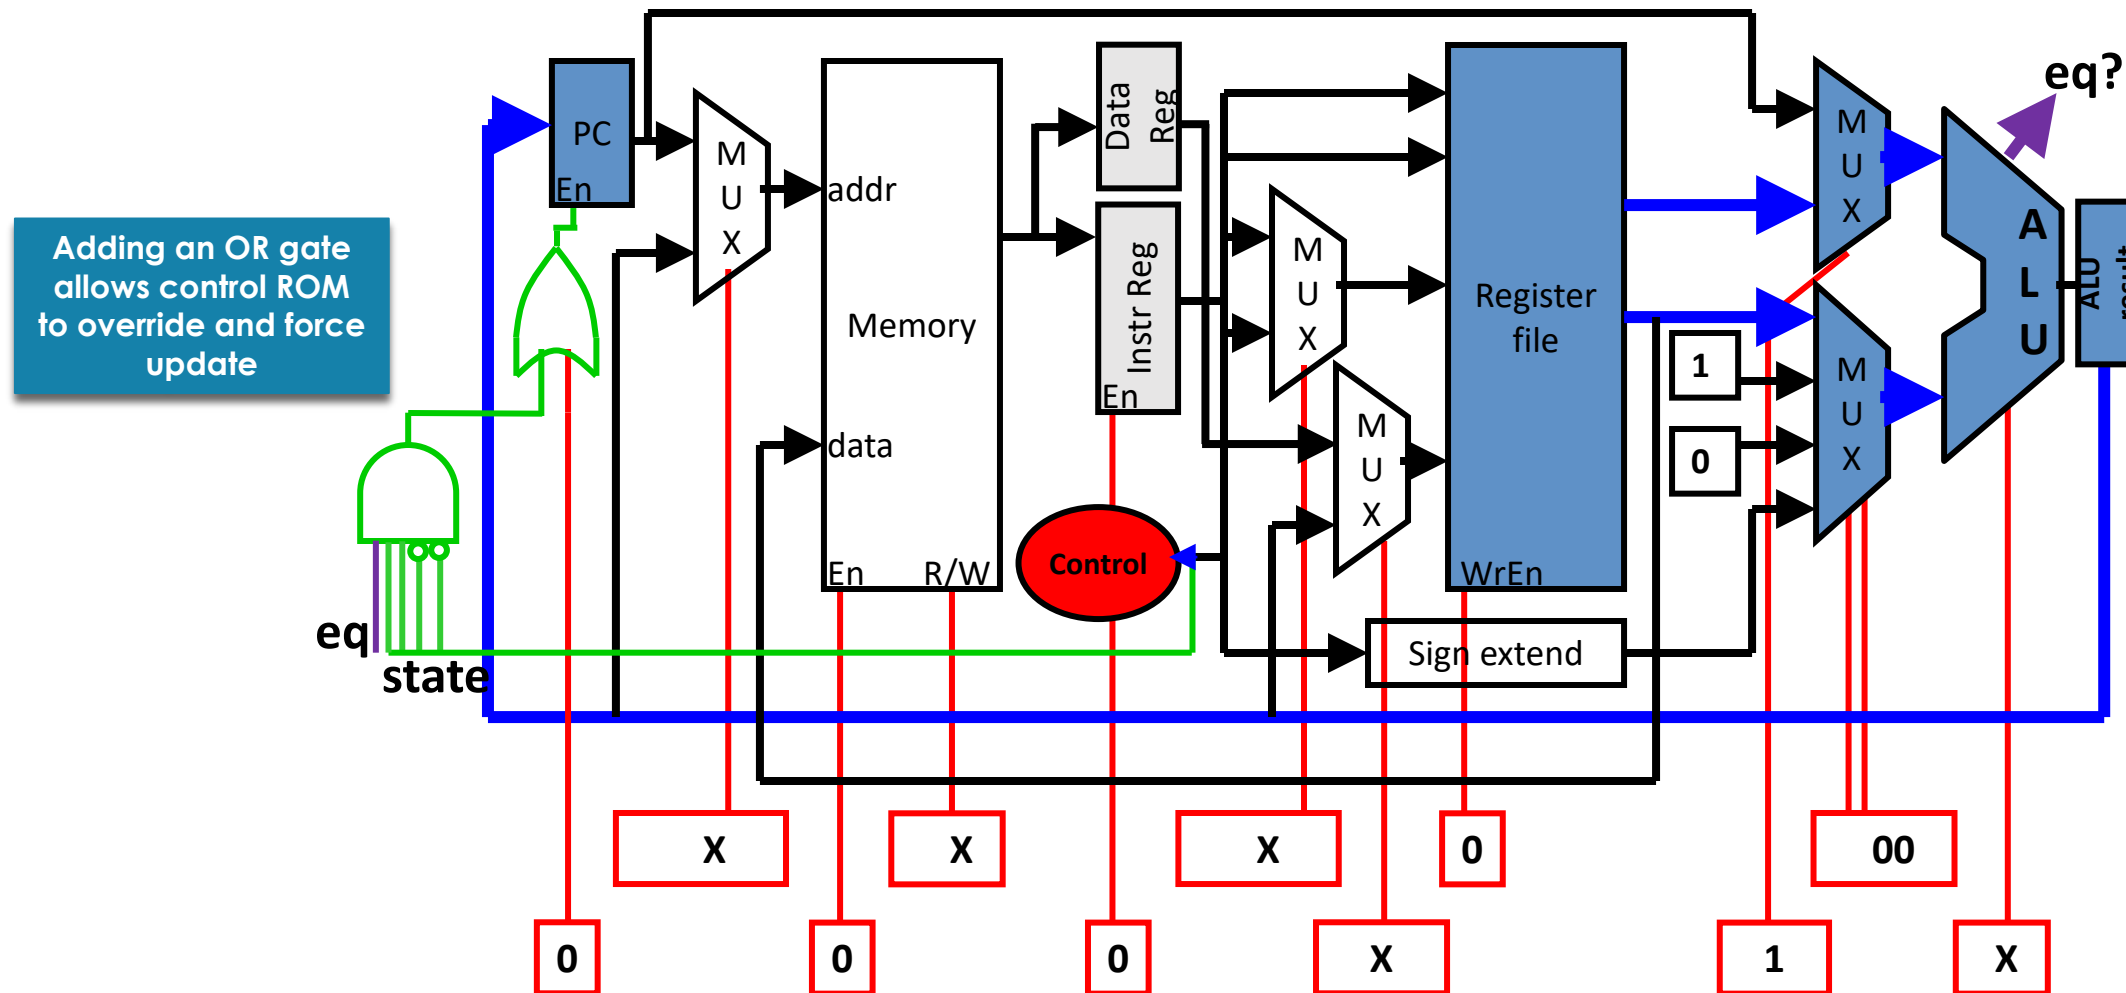 eq?
PC
En
M
U
X
addr
data
Memory
En
R/W
Data
Reg
Instr Reg
En
M
U
X
M
U
X
Register
file
WrEn
M
U
X
M
U
X
1
0
A
L
U
ALU
result
Adding an OR gate
allows control ROM
to override and force
update
Control
Sign extend
eq
state
X
X
X
0
00
0
0
0
X
1
X